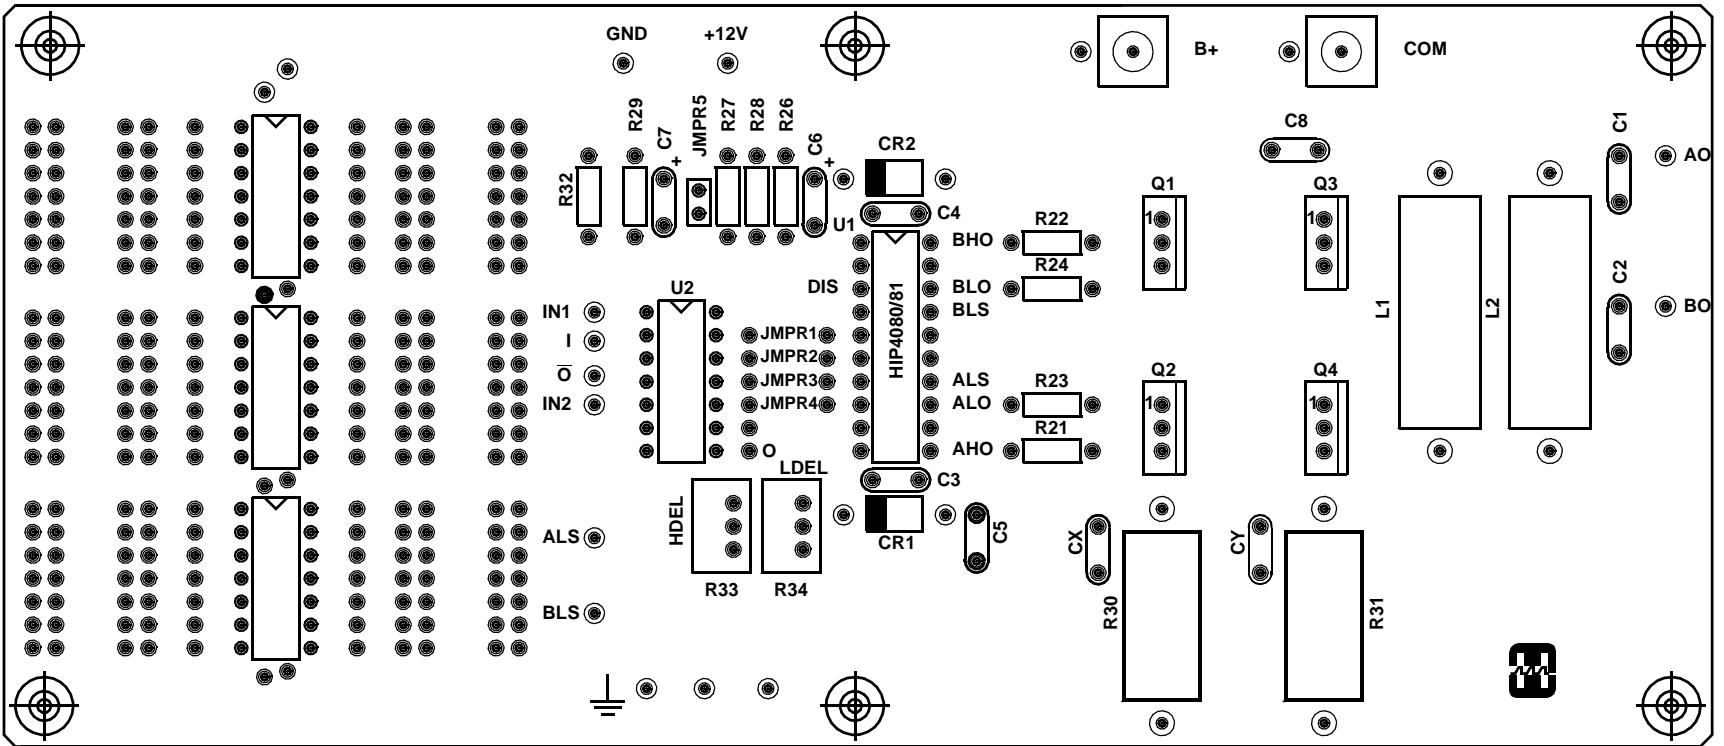 GND
+12V
B+
COM
R29
C7
+
JMPR5
R27
R28
R26
C6
+
CR2
C8
C1
AO
R32
U1
C4
Q1
1
Q3
1
R22
BHO
R24
DIS
BLO
BLS
U2
HIP4080/81
L1
L2
C2
BO
IN1
I
O
IN2
JMPR1
JMPR2
JMPR3
JMPR4
O
ALS
ALO
AHO
R23
R21
Q2
1
Q4
1
LDEL
HDEL
C3
CR1
C5
CX
CY
R33
R34
ALS
BLS
R30
R31